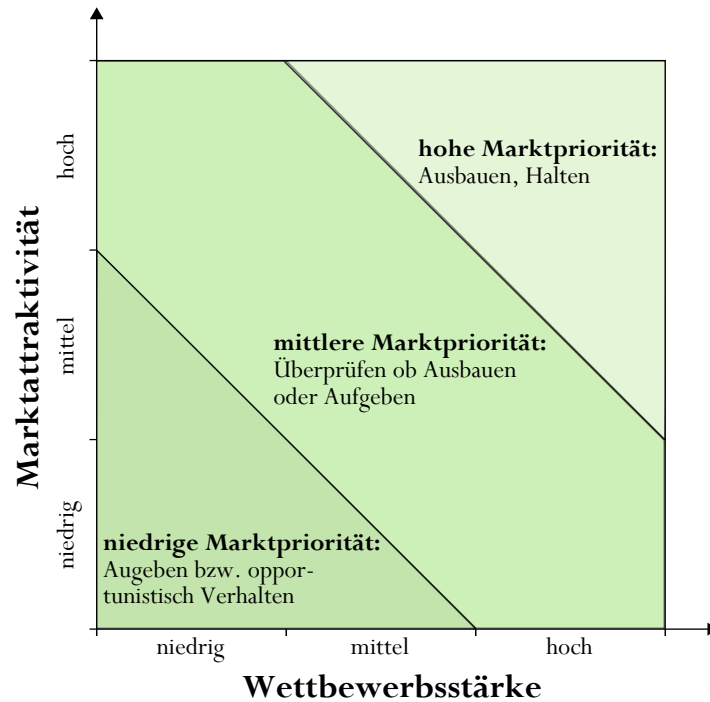 Marktattraktivität
hoch
mittel
niedrig
hohe Marktpriorität:
Ausbauen, Halten
mittlere Marktpriorität:
Überprüfen ob Ausbauen
oder Aufgeben
niedrige Marktpriorität:
Augeben bzw. oppor-
tunistisch Verhalten
niedrig
mittel
hoch
Wettbewerbsstärke